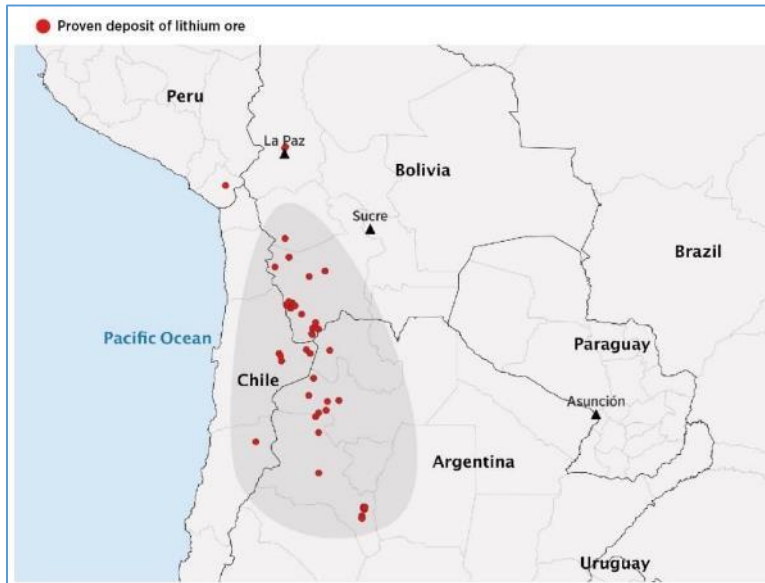 Proven deposit of lithium ore
Peru
La Paz
Bolivia
Sucre
Brazil
Pacific Ocean
Paraguay
Chile
Asunción
Argentina
Uruguay